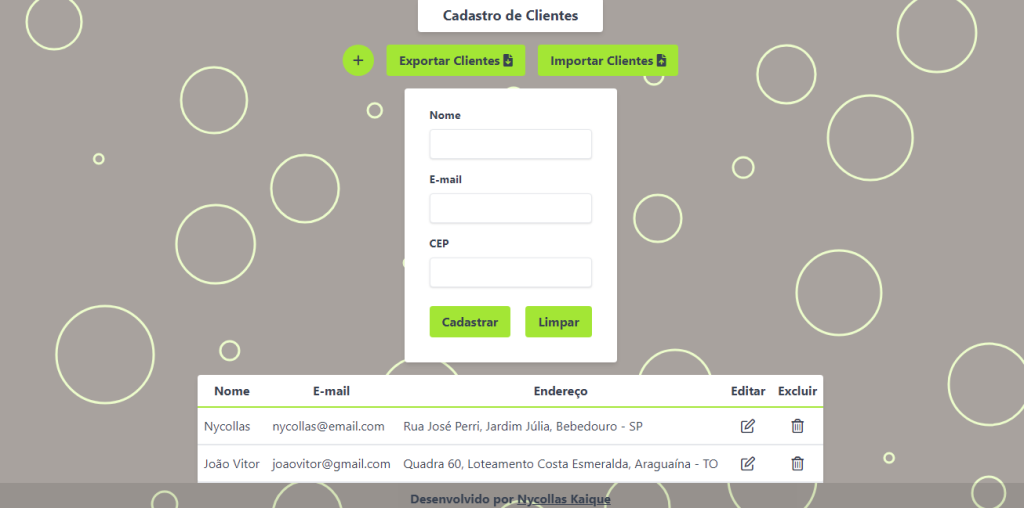 Cadastro de Clientes
+ Exportar Clientes Importar Clientes
Nome
E-mail
CEP
Cadastrar Limpar
Nome E-mail Endereço Editar Excluir
Nycollas nycollas@email.com Rua José Perri, Jardim Júlia, Bebedouro - SP
João Vitor joaovitor@gmail.com Quadra 60, Loteamento Costa Esmeralda, Araguaína - TO
Desenvolvido por Nycollas Kaique